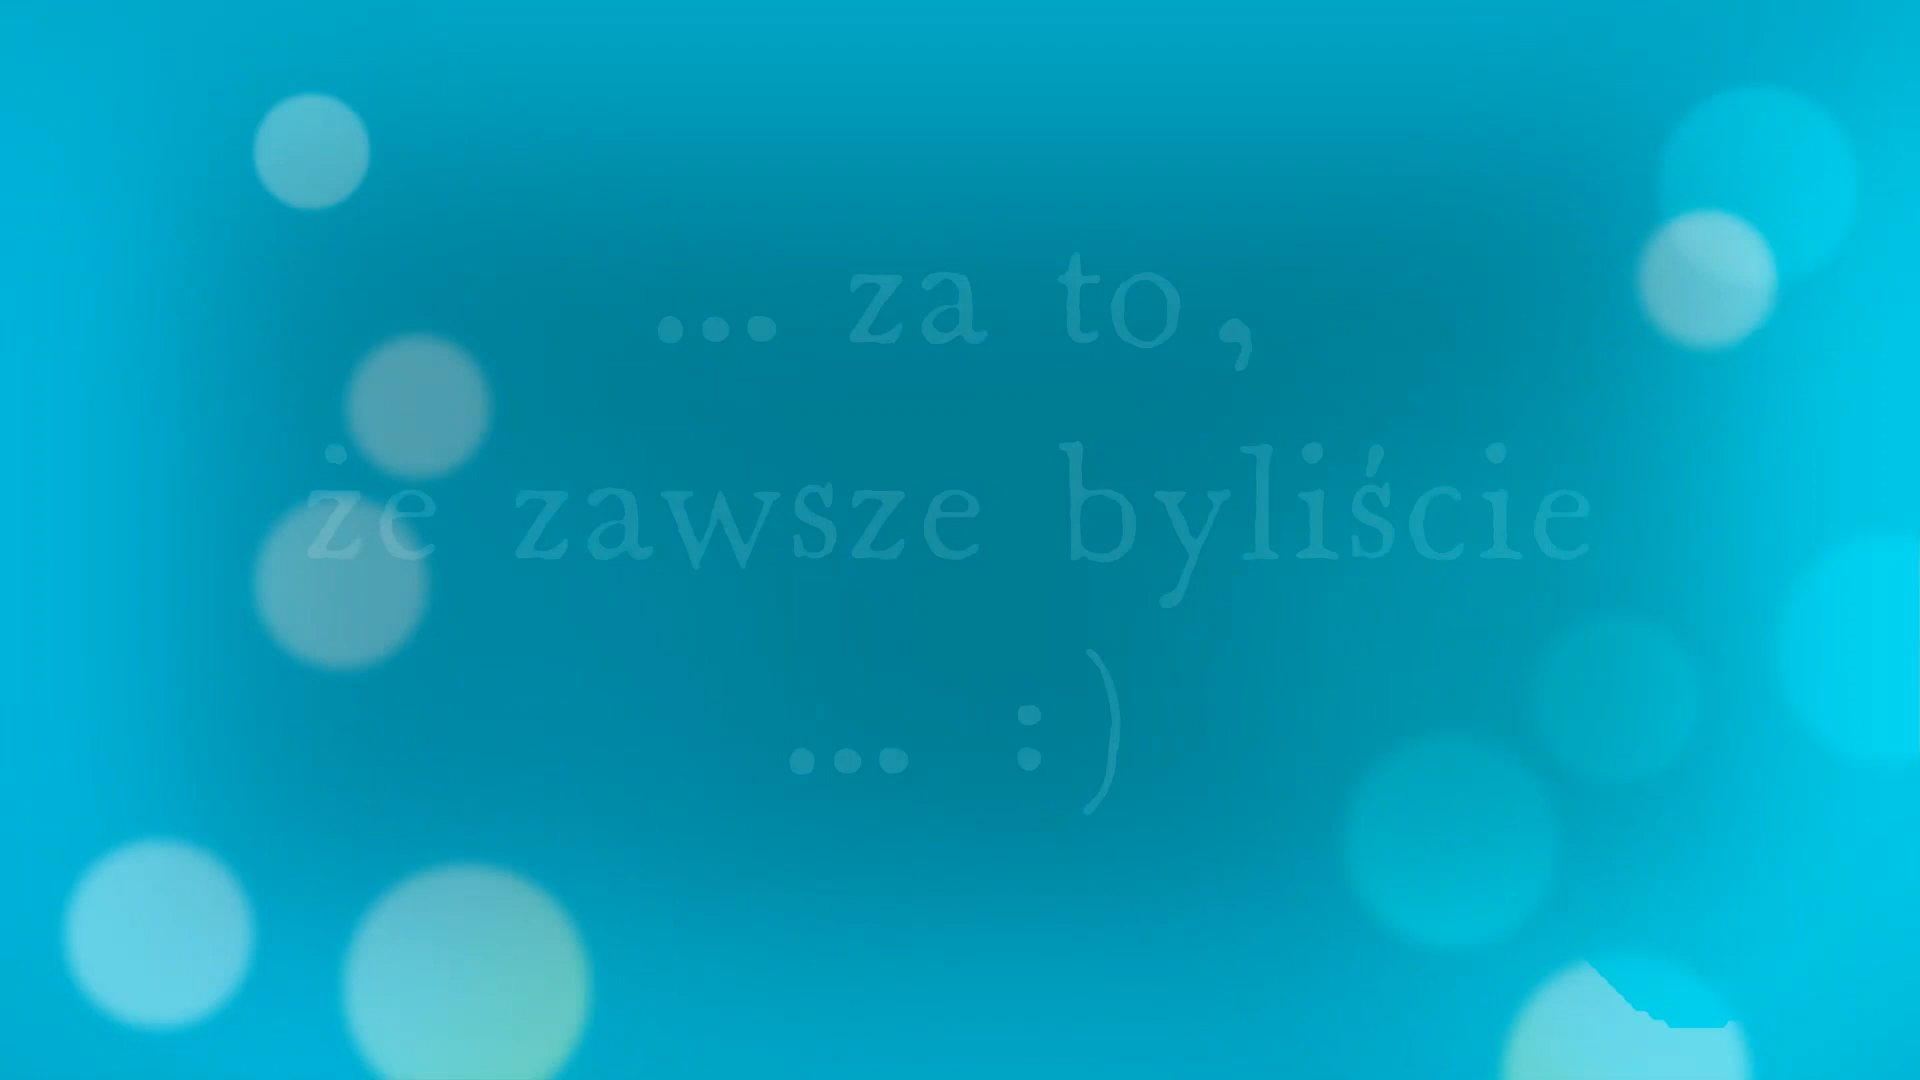 ... za to,
że zawsze byliście
... :)